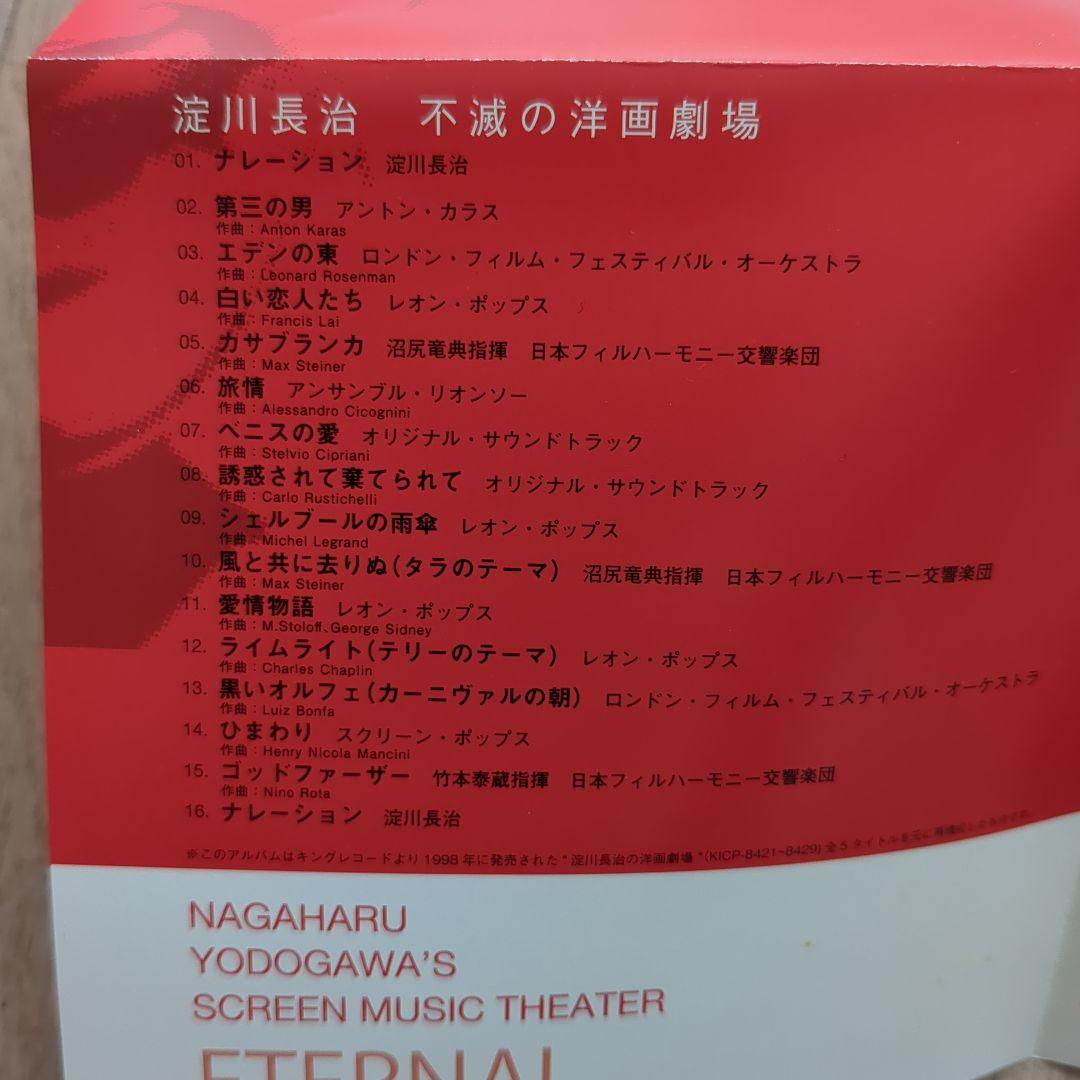 淀川長治　不滅の洋画劇場
01. ナレーション　淀川長治
02. 第三の男　アントン・カラス
作曲：Anton Karas
03. エデンの東　ロンドン・フィルム・フェスティバル・オーケストラ
作曲：Leonard Rosenman
04. 白い恋人たち　レオン・ポップス
作曲：Francis Lai
05. カサブランカ　沼尻竜典指揮　日本フィルハーモニー交響楽団
作曲：Max Steiner
06. 旅情　アンサンブル・リオンソー
作曲：Alessandro Cicognini
07. ベニスの愛　オリジナル・サウンドトラック
作曲：Stelvio Cipriani
08. 誘惑されて棄てられて　オリジナル・サウンドトラック
作曲：Carlo Rustichelli
09. シェルブールの雨傘　レオン・ポップス
作曲：Michel Legrand
10. 風と共に去りぬ（タラのテーマ）　沼尻竜典指揮　日本フィルハーモニー交響楽団
作曲：Max Steiner
11. 愛情物語　レオン・ポップス
作曲：M.Stoloff、George Sidney
12. ライムライト（テリーのテーマ）　レオン・ポップス
作曲：Charles Chaplin
13. 黒いオルフェ（カーニヴァルの朝）　ロンドン・フィルム・フェスティバル・オーケストラ
作曲：Luiz Bonfa
14. ひまわり　スクリーン・ポップス
作曲：Henry Nicola Mancini
15. ゴッドファーザー　竹本泰蔵指揮　日本フィルハーモニー交響楽団
作曲：Nino Rota
16. ナレーション　淀川長治
※このアルバムはキングレコードより1998年に発売された"淀川長治の洋画劇場"（KICP-8421~8429）全5タイトルを元に再構成したものです。
NAGAHARU
YODOGAWA'S
SCREEN MUSIC THEATER
ETERNAL